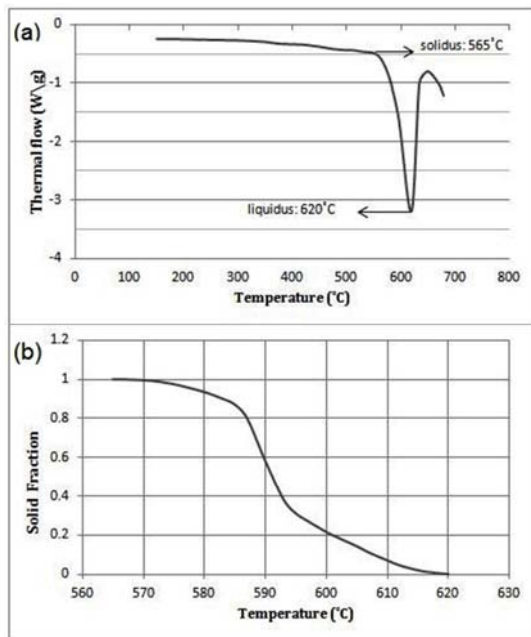 (a)
0
-1
-2
-3
-4
Thermal flow (W\g)
solidus: 565˚C
liquidus: 620˚C
0 100 200 300 400 500 600 700 800
Temperature (˚C)
(b)
1.2
1
0.8
0.6
0.4
0.2
0
Solid Fraction
560 570 580 590 600 610 620 630
Temperature (˚C)